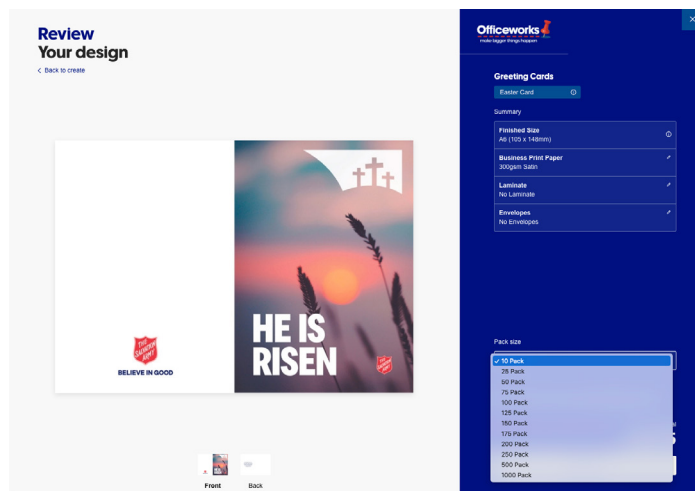 Review
Your design
Back to create
THE
SALVATION
ARMY
BELIEVE IN GOOD
HE IS
RISEN
Front
Back
Officeworks
make bigger things happen
Greeting Cards
Easter Card
Summary
Finished Size
A6 (105 x 148mm)
Business Print Paper
300gsm Satin
Laminate
No Laminate
Envelopes
No Envelopes
Pack size
10 Pack
25 Pack
50 Pack
75 Pack
100 Pack
125 Pack
150 Pack
175 Pack
200 Pack
250 Pack
500 Pack
1000 Pack